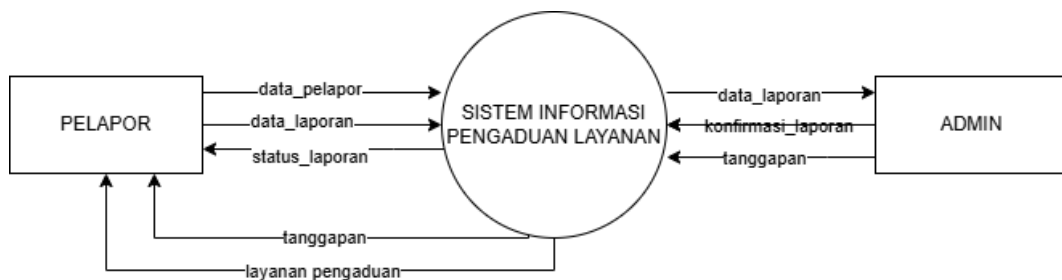 data_pelapor
data_laporan
status_laporan
PELAPOR
SISTEM INFORMASI
PENGADUAN LAYANAN
data_laporan
konfirmasi_laporan
tanggapan
ADMIN
tanggapan
layanan pengaduan